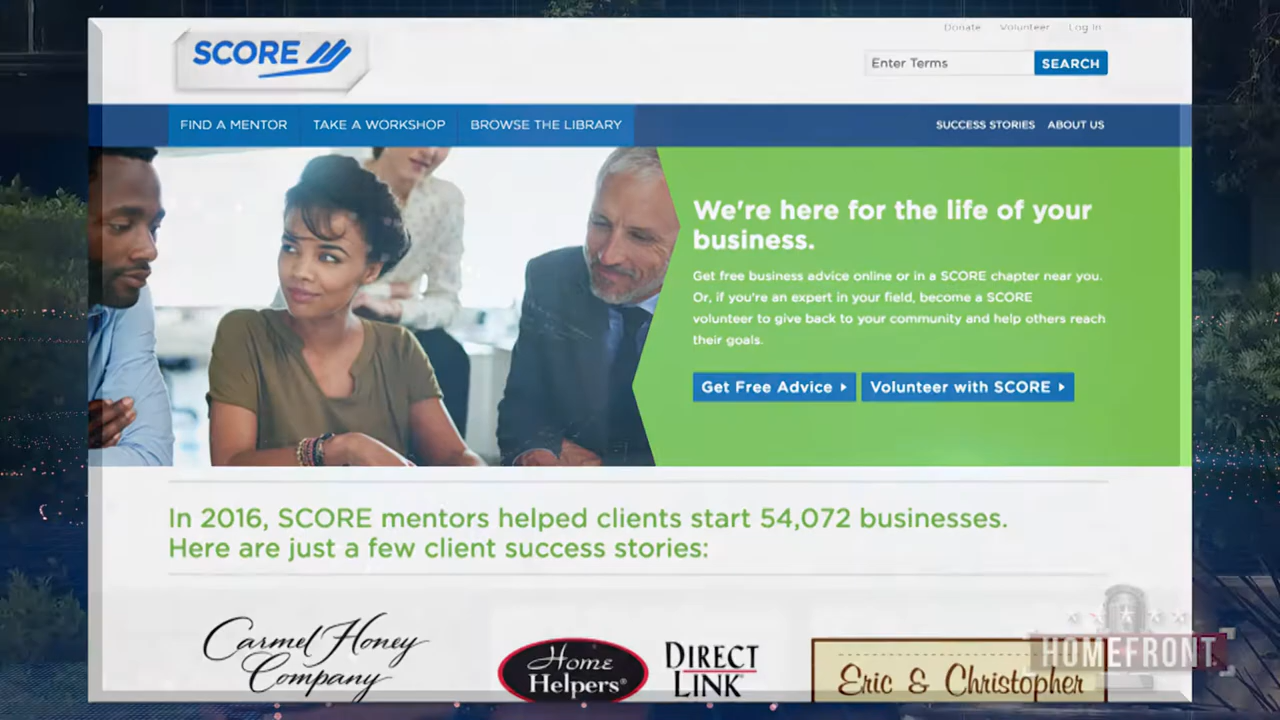 Donate Volunteer Log In
SCORE
Enter Terms SEARCH
FIND A MENTOR TAKE A WORKSHOP BROWSE THE LIBRARY SUCCESS STORIES ABOUT US
We're here for the life of your
business.
Get free business advice online or in a SCORE chapter near you.
Or, if you're an expert in your field, become a SCORE
volunteer to give back to your community and help others reach
their goals.
Get Free Advice Volunteer with SCORE
In 2016, SCORE mentors helped clients start 54,072 businesses.
Here are just a few client success stories:
Carmel Honey
Company
Home
Helpers®
DIRECT
LINK
Eric & Christopher
HOMEFRONT